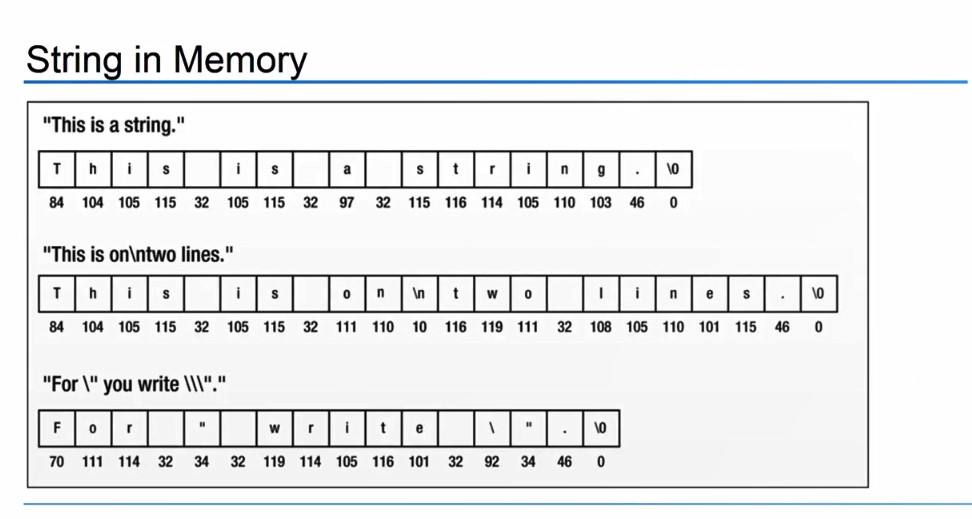 String in Memory
"This is a string."
T h i s i s a s t r i n g . \0
84 104 105 115 32 105 115 32 97 32 115 116 114 105 110 103 46 0
"This is on\ntwo lines."
T h i s i s o n \n t w o l i n e s . \0
84 104 105 115 32 105 115 32 111 110 10 116 119 111 32 108 105 110 101 115 46 0
"For \" you write \\\"."
F o r " w r i t e \ " . \0
70 111 114 32 34 32 119 114 105 116 101 32 92 34 46 0